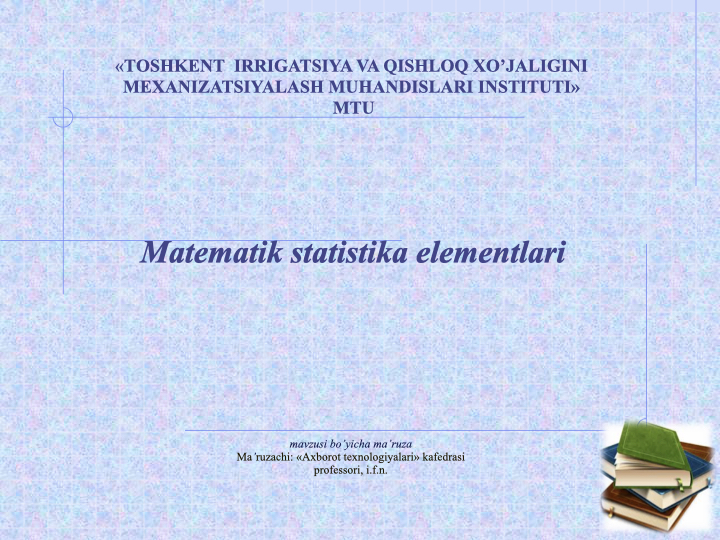 «TOSHKENT IRRIGATSIYA VA QISHLOQ XO’JALIGINI
MEXANIZATSIYALASH MUHANDISLARI INSTITUTI»
MTU
Matematik statistika elementlari
mavzusi bo‘yicha ma’ruza
Ma’ruzachi: «Axborot texnologiyalari» kafedrasi
professori, i.f.n.